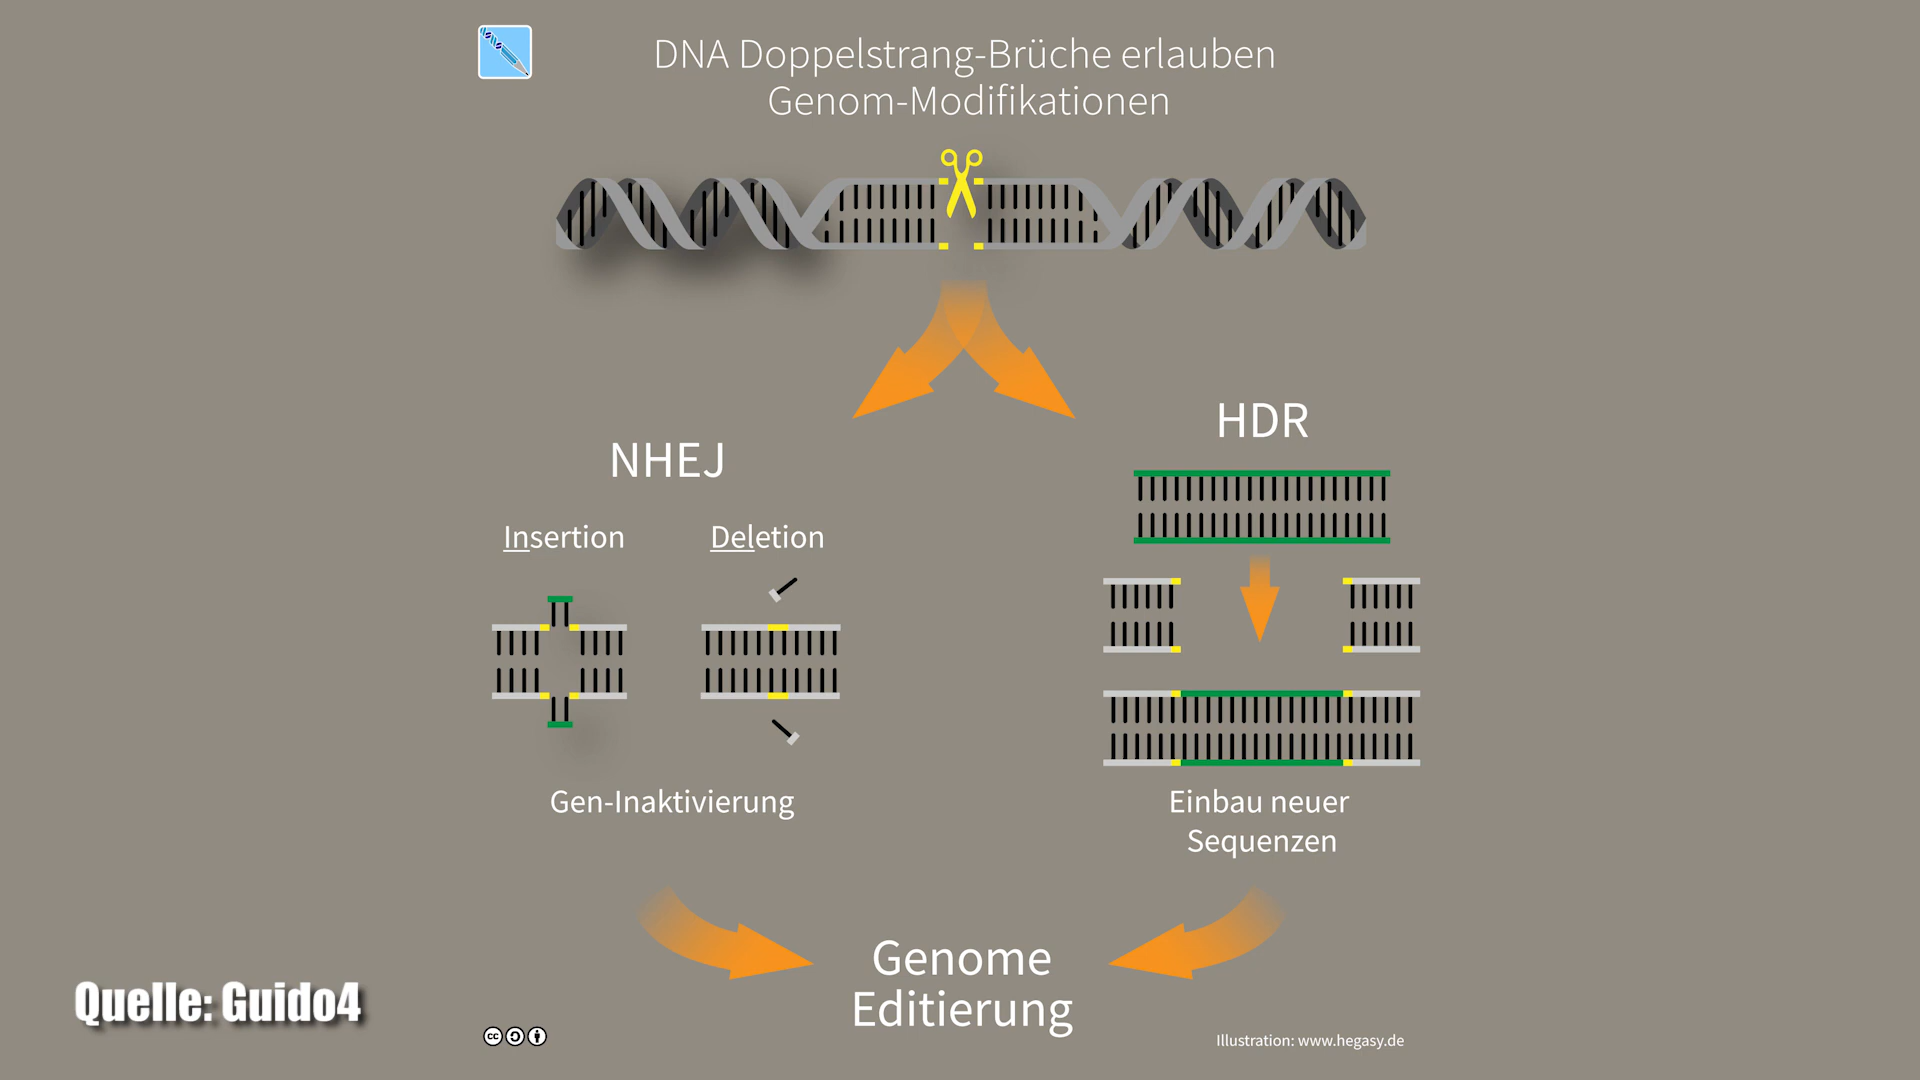 DNA Doppelstrang-Brüche erlauben
Genom-Modifikationen
NHEJ
Insertion
Deletion
Gen-Inaktivierung
HDR
Einbau neuer
Sequenzen
Genome
Editierung
Quelle: Guido4
cc
Illustration: www.hegasy.de